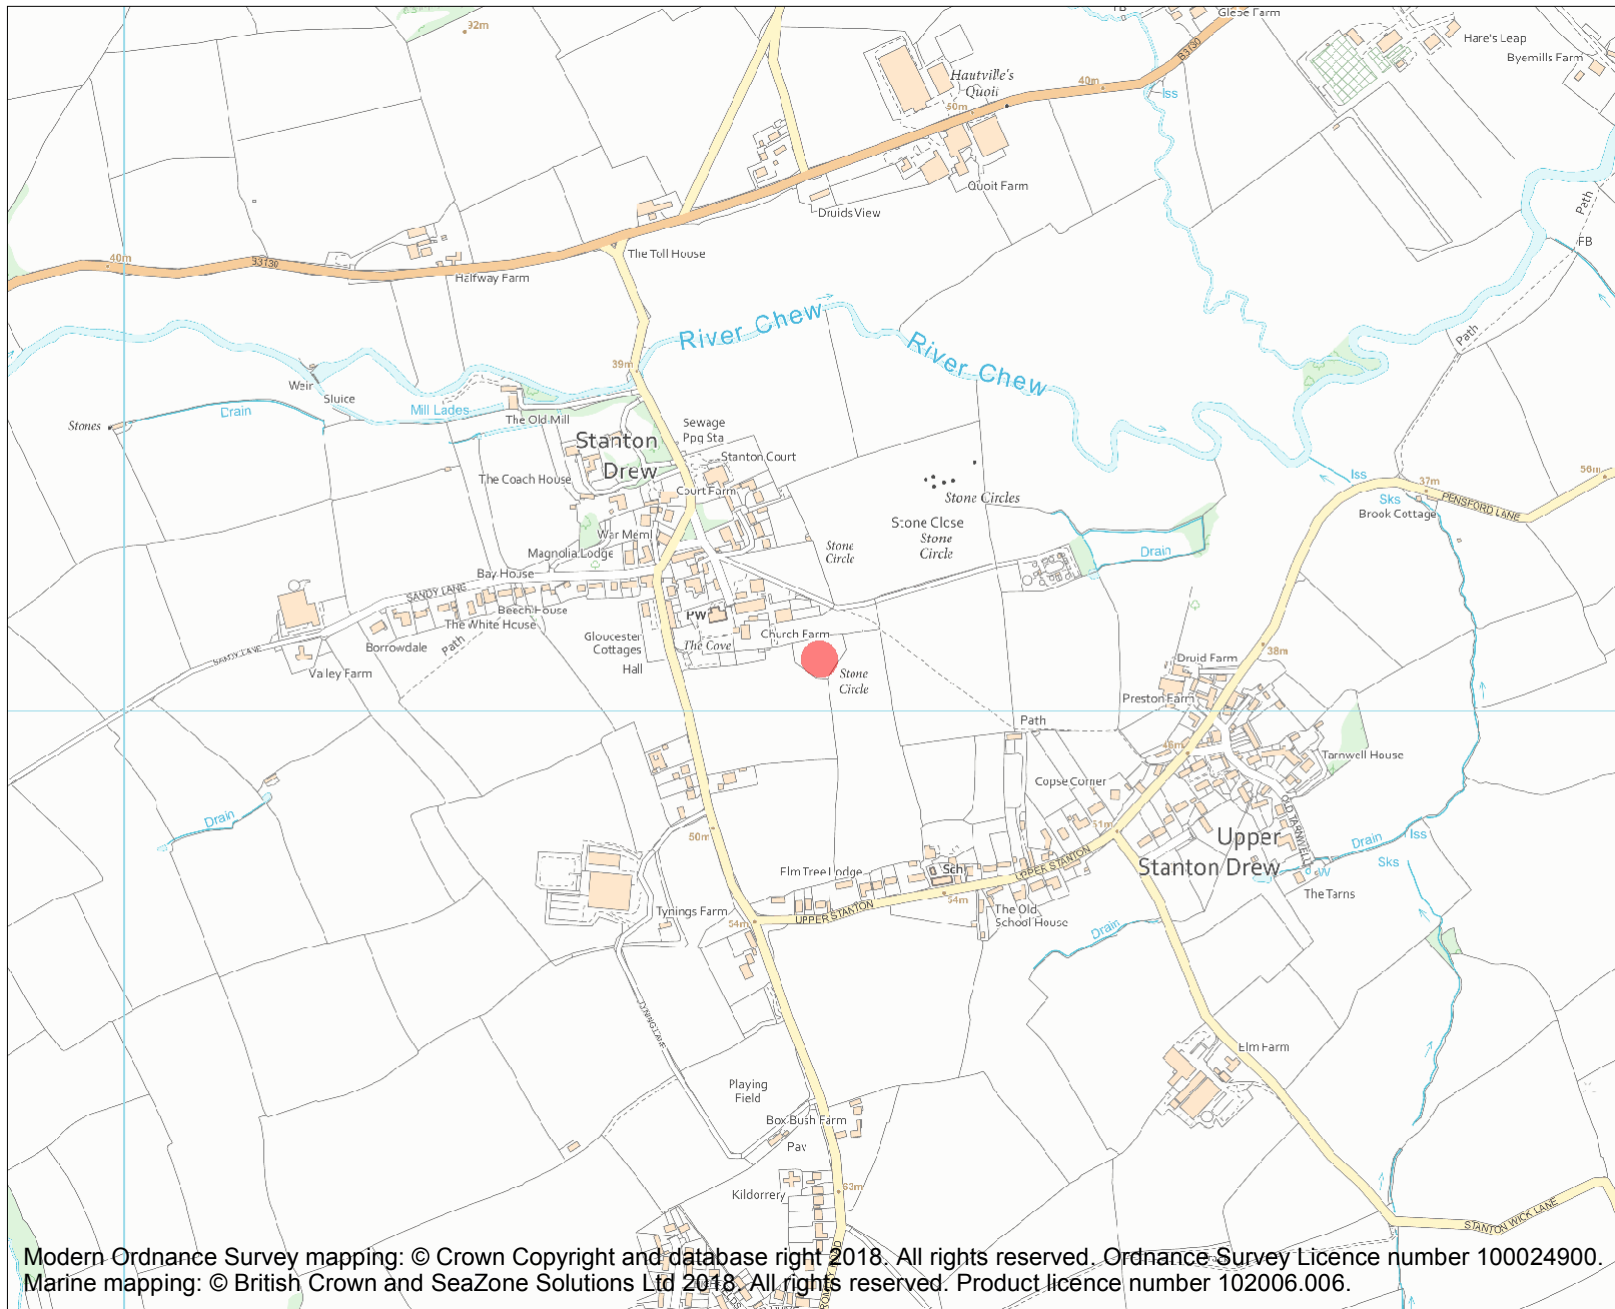 92m
FB
Glebe Farm
Hare's Leap
Byemills Farm
B3130
Hautville's
Quoit
40m
50m
Iss
Quoit Farm
Druids View
Path
FB
The Toll House
40m
B3130
Halfway Farm
River Chew
River Chew
Path
39m
Weir
Sluice
Mill Lades
Drain
Stones
The Old Mill
Sewage
Ppg Sta
Stanton
Drew
Stanton Court
The Coach House
Court Farm
Stone Circles
Iss
Sks
37m
56m
PENSFORD LANE
Brook Cottage
Stone Close
Stone
Circle
War Meml
Magnolia Lodge
Stone
Circle
Drain
Bay House
SANDY LANE
Beech House
The White House
PW
Path
Borrowdale
Gloucester
Cottages
Hall
The Cove
Church Farm
SANDY LANE
Valley Farm
Stone
Circle
38m
Druid Farm
Preston Farm
Path
46m
Tarnwell House
Copse Corner
Drain
50m
51m
OLD TARNWELL
Upper
Stanton Drew
Drain
Iss
Sks
W
The Tarns
Elm Tree Lodge
Sch
UPPER STANTON
54m
UPPER STANTON
The Old
School House
Tynings Farm
54m
Drain
TYNING LANE
Elm Farm
Playing
Field
Box Bush Farm
Pav
Kildorrery
63m
STANTON WICK LANE
Modern Ordnance Survey mapping: © Crown Copyright and database right 2018. All rights reserved. Ordnance Survey Licence number 100024900.
Marine mapping: © British Crown and SeaZone Solutions Ltd 2018. All rights reserved. Product licence number 102006.006.